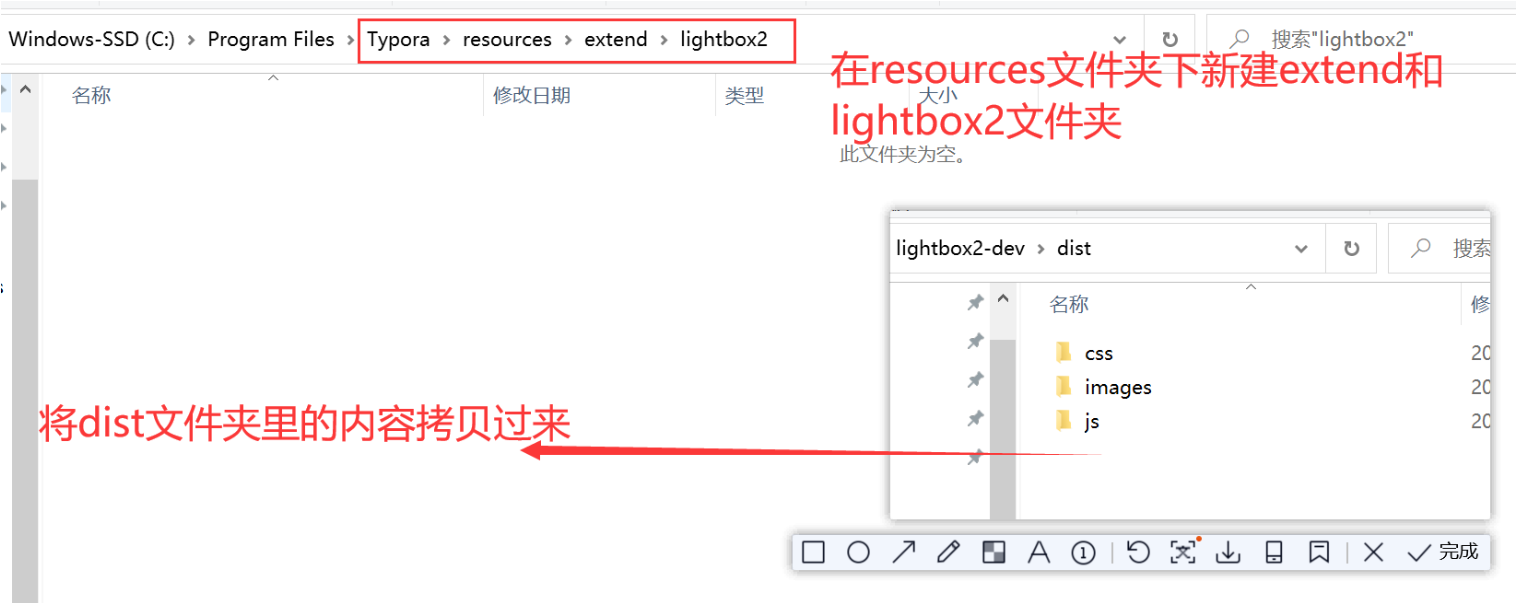 Windows-SSD (C:) › Program Files › Typora › resources › extend › lightbox2
搜索"lightbox2"
在resources文件夹下新建extend和
lightbox2文件夹
名称 修改日期 类型 大小
此文件夹为空。
lightbox2-dev › dist
搜索
名称 修
css 20
images 20
js 20
将dist文件夹里的内容拷贝过来
完成